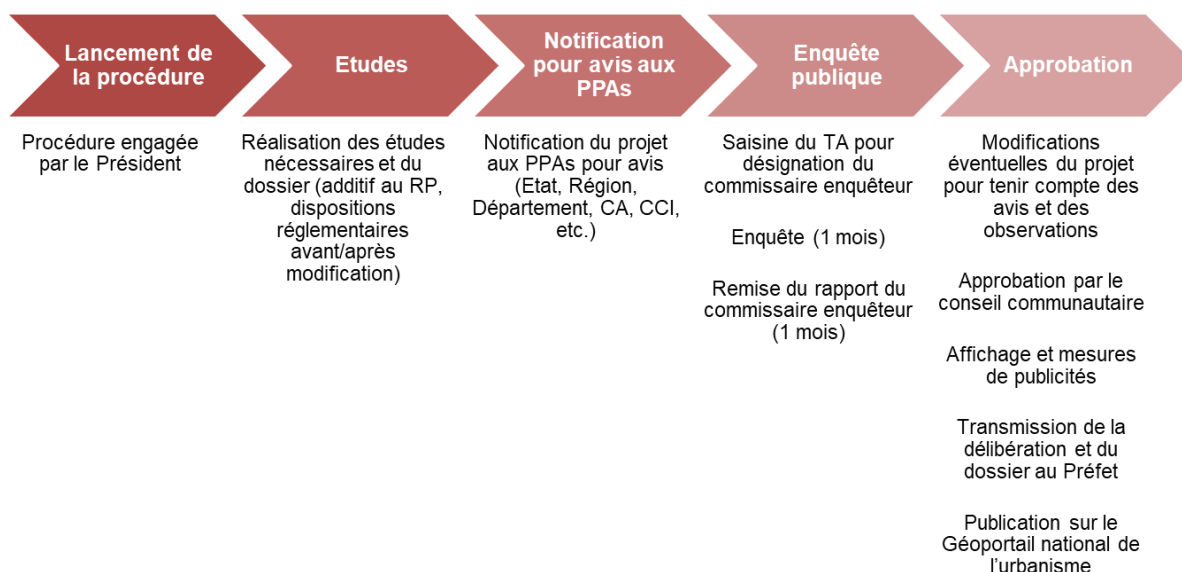 Lancement de
la procédure
Procédure engagée
par le Président
Etudes
Réalisation des études
nécessaires et du
dossier (additif au RP,
dispositions
réglementaires
avant/après
modification)
Notification
pour avis aux
PPAs
Notification du projet
aux PPAs pour avis
(Etat, Région,
Département, CA, CCI,
etc.)
Enquête
publique
Saisine du TA pour
désignation du
commissaire enquêteur
Enquête (1 mois)
Remise du rapport du
commissaire enquêteur
(1 mois)
Approbation
Modifications
éventuelles du projet
pour tenir compte des
avis et des
observations
Approbation par le
conseil communautaire
Affichage et mesures
de publicités
Transmission de la
délibération et du
dossier au Préfet
Publication sur le
Géoportail national de
l'urbanisme